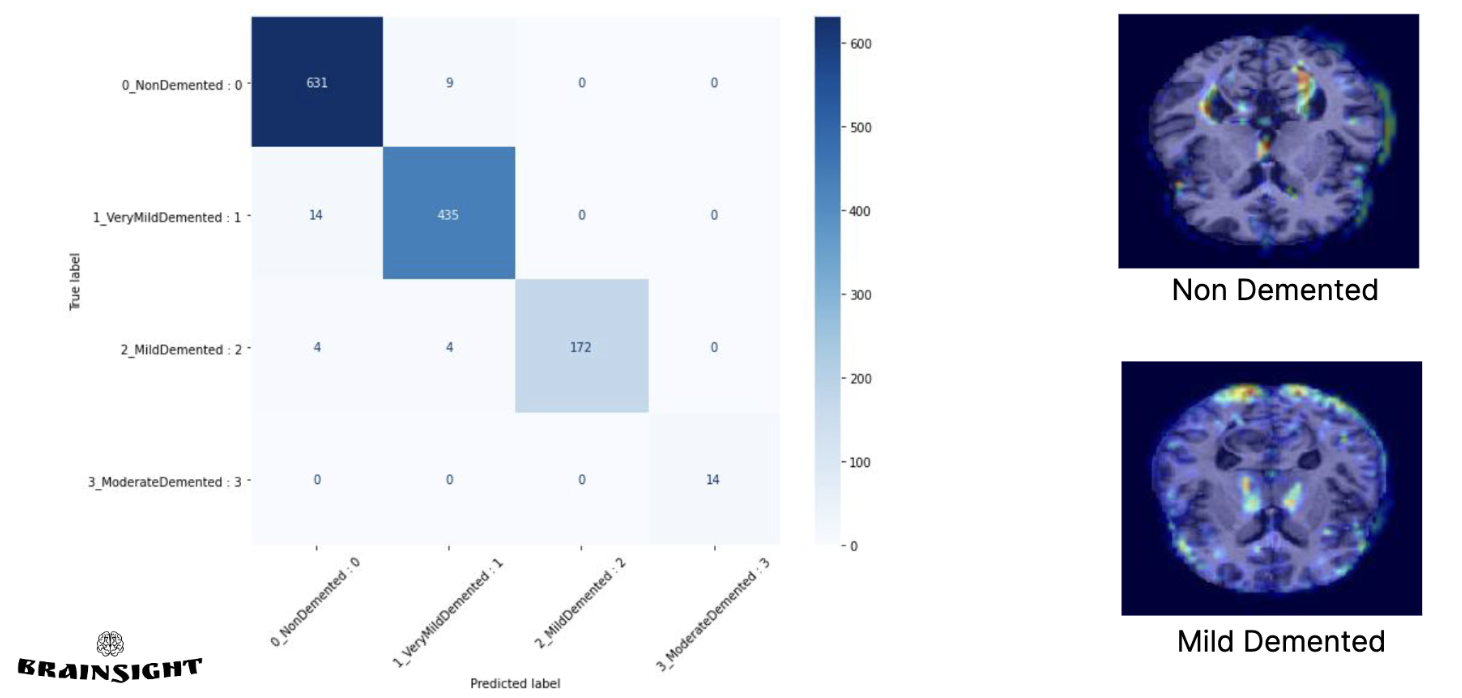 0_NonDemented : 0
631 9 0 0
1_VeryMildDemented : 1
14 435 0 0
2_MildDemented : 2
4 4 172 0
3_ModerateDemented : 3
0 0 0 14
True label
0_NonDemented : 0
1_VeryMildDemented : 1
2_MildDemented : 2
3_ModerateDemented : 3
Predicted label
600
500
400
300
200
100
0
Non Demented
Mild Demented
BRAINSIGHT